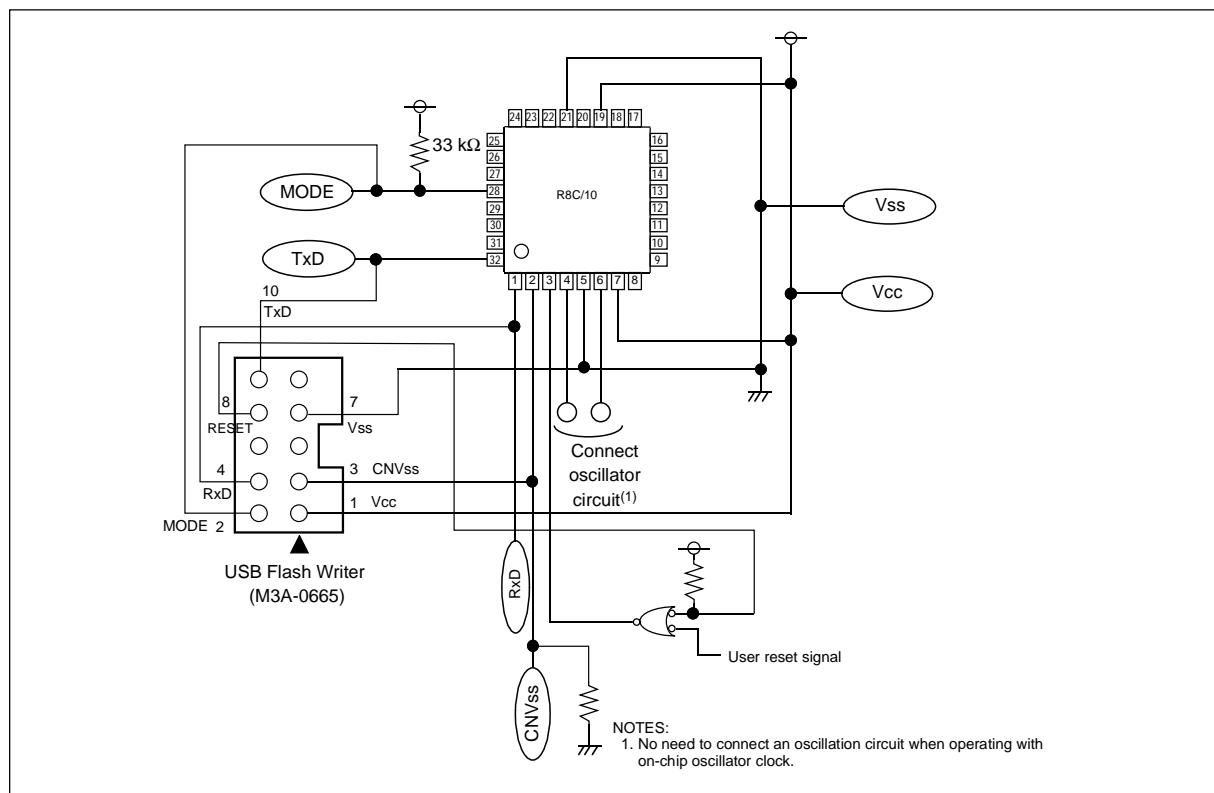 24 23 22 21 20 19 18 17
33 kΩ
25
26
27
28
29
30
31
32
16
15
14
13
12
11
10
9
R8C/10
MODE
Vss
TxD
Vcc
1 2 3 4 5 6 7 8
10
TxD
8
RESET
7
Vss
4
RxD
3 CNVss
1 Vcc
MODE 2
Connect
oscillator
circuit(1)
USB Flash Writer
(M3A-0665)
RxD
User reset signal
CNVss
NOTES:
1. No need to connect an oscillation circuit when operating with
on-chip oscillator clock.